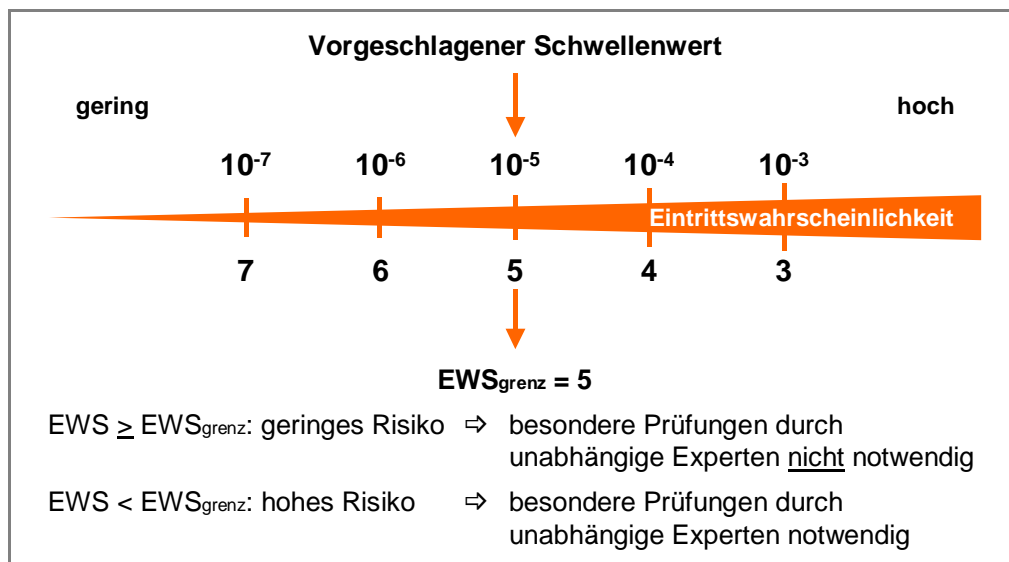 Vorgeschlagener Schwellenwert
gering hoch
10⁻⁷ 10⁻⁶ 10⁻⁵ 10⁻⁴ 10⁻³
Eintrittswahrscheinlichkeit
7 6 5 4 3
EWSgrenz = 5
EWS ≥ EWSgrenz: geringes Risiko ⇨ besondere Prüfungen durch
unabhängige Experten nicht notwendig
EWS < EWSgrenz: hohes Risiko ⇨ besondere Prüfungen durch
unabhängige Experten notwendig